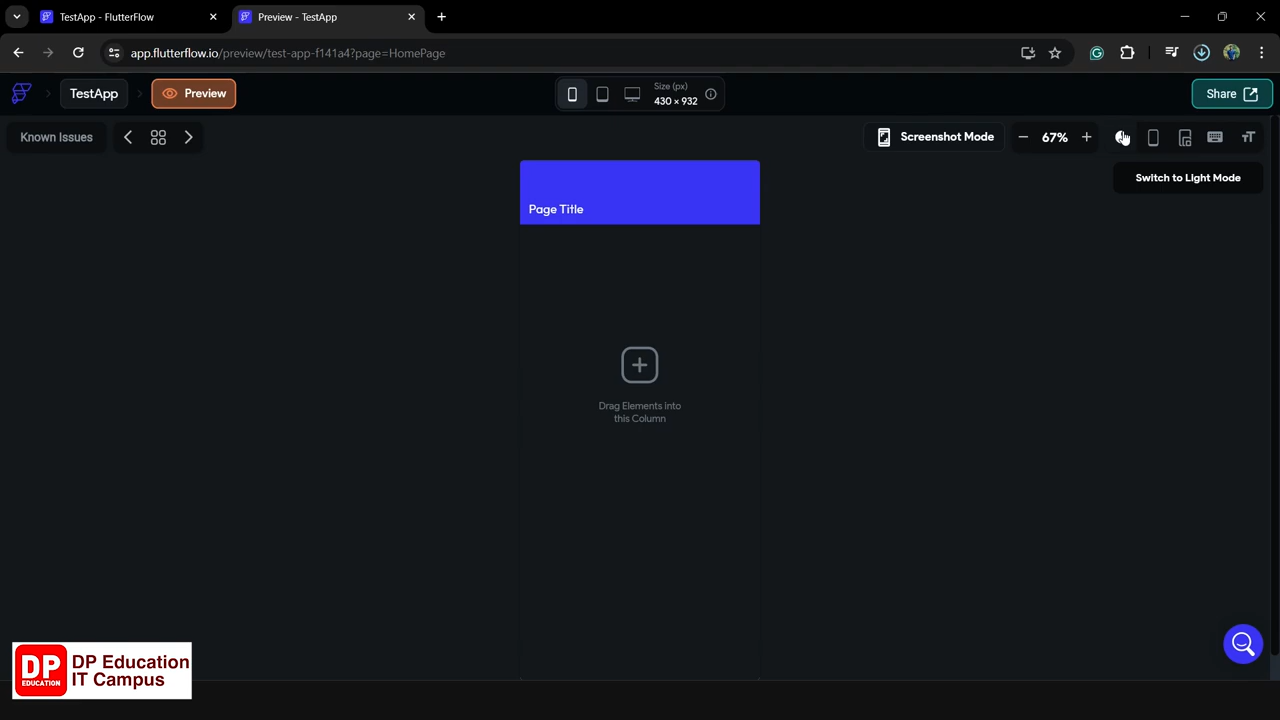 TestApp - FlutterFlow
Preview - TestApp
app.flutterflow.io/preview/test-app-f141a4?page=HomePage
TestApp
Preview
Size (px)
430 × 932
Share
Known Issues
Screenshot Mode
67%
Switch to Light Mode
Page Title
Drag Elements into
this Column
DP
EDUCATION
DP Education
IT Campus